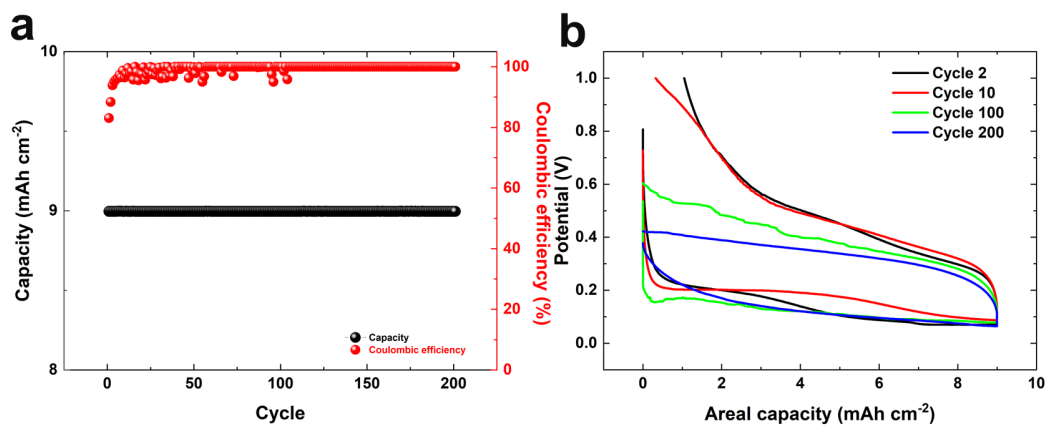 a
10
9
8
Capacity (mAh cm-2)
0
50
100
150
200
Cycle
Capacity
Coulombic efficiency
100
80
60
40
20
0
Coulombic efficiency (%)
b
1.0
0.8
0.6
0.4
0.2
0.0
Potential (V)
0
2
4
6
8
10
Areal capacity (mAh cm-2)
Cycle 2
Cycle 10
Cycle 100
Cycle 200